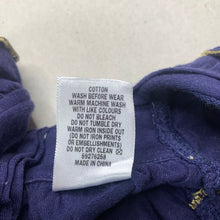 COTTON
WASH BEFORE WEAR
WARM MACHINE WASH
WITH LIKE COLOURS
DO NOT BLEACH
DO NOT TUMBLE DRY
WARM IRON INSIDE OUT
(DO NOT IRON PRINTS
OR EMBELLISHMENTS)
DO NOT DRY CLEAN
59276258
MADE IN CHINA